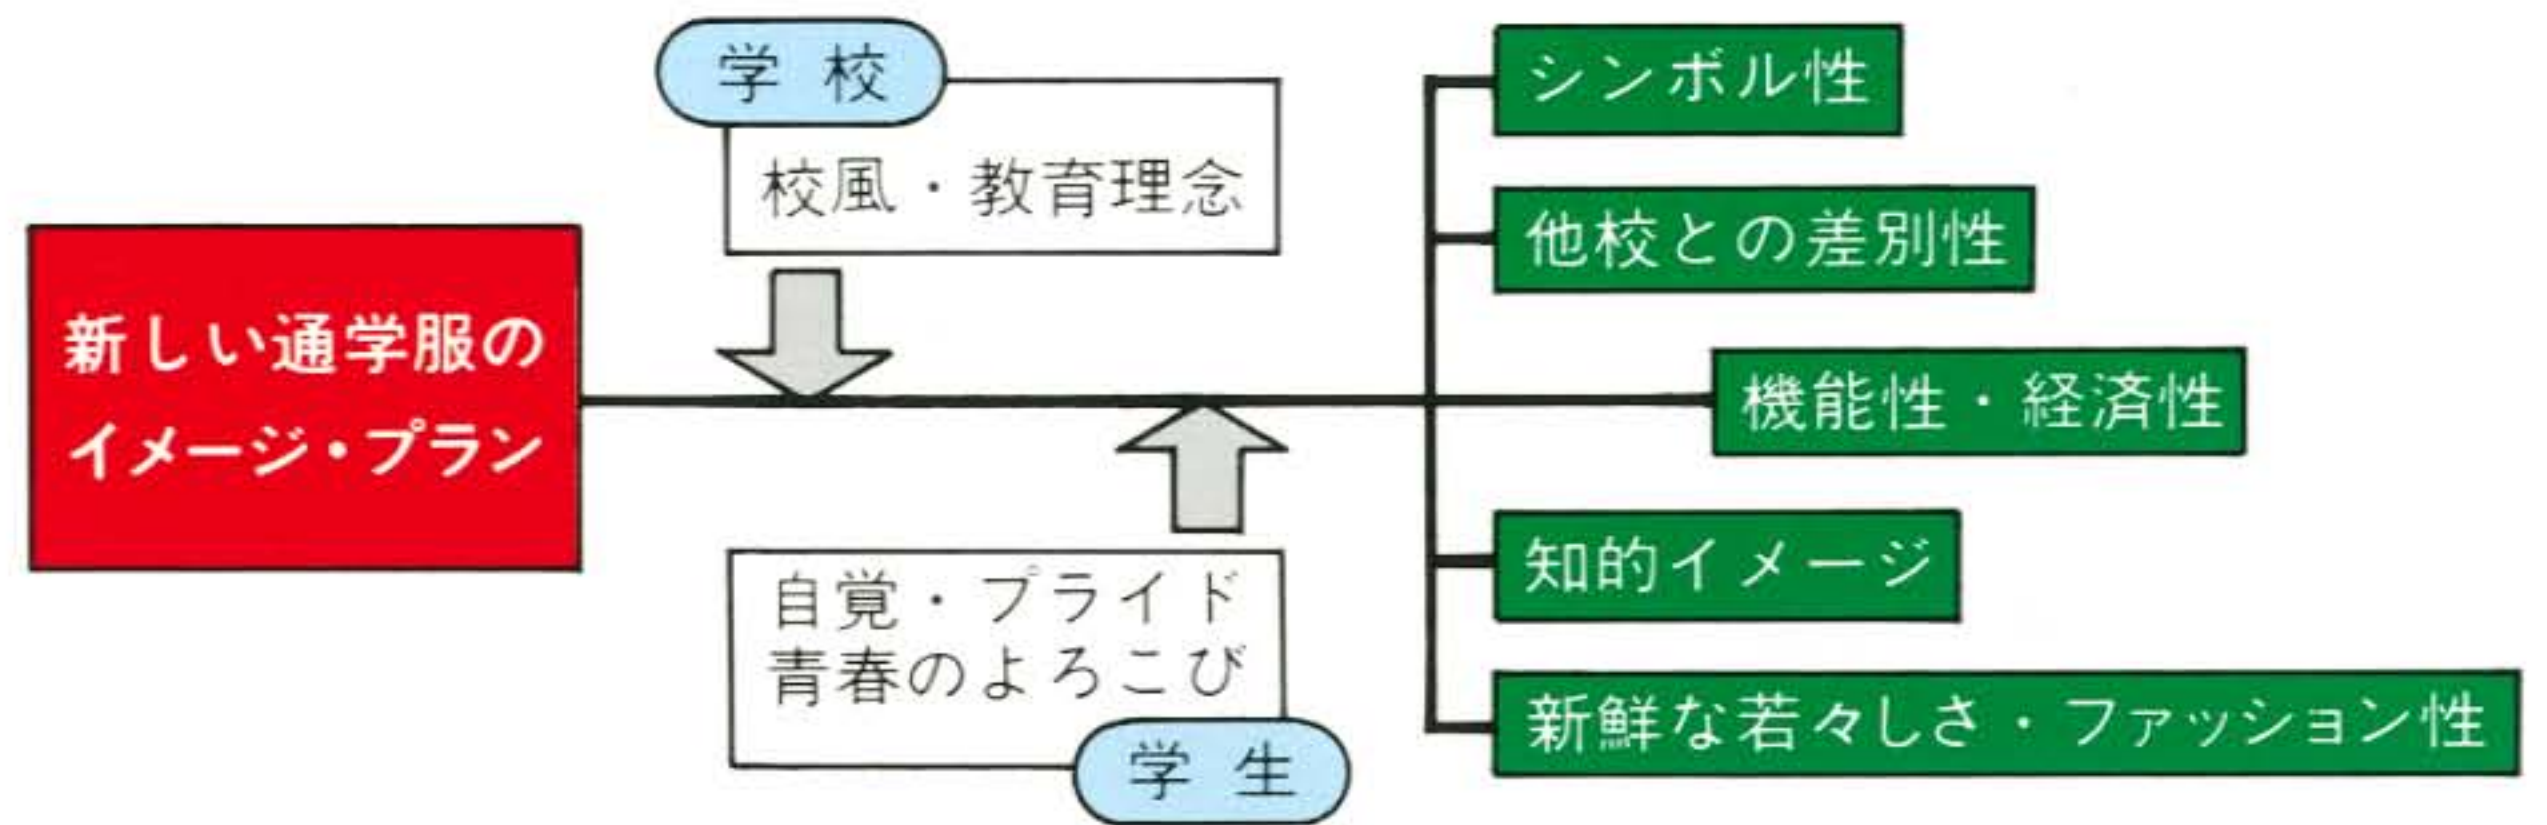 新しい通学服の
イメージ・プラン
学校
校風・教育理念
自覚・プライド
青春のよろこび
学生
シンボル性
他校との差別性
機能性・経済性
知的イメージ
新鮮な若々しさ・ファッション性